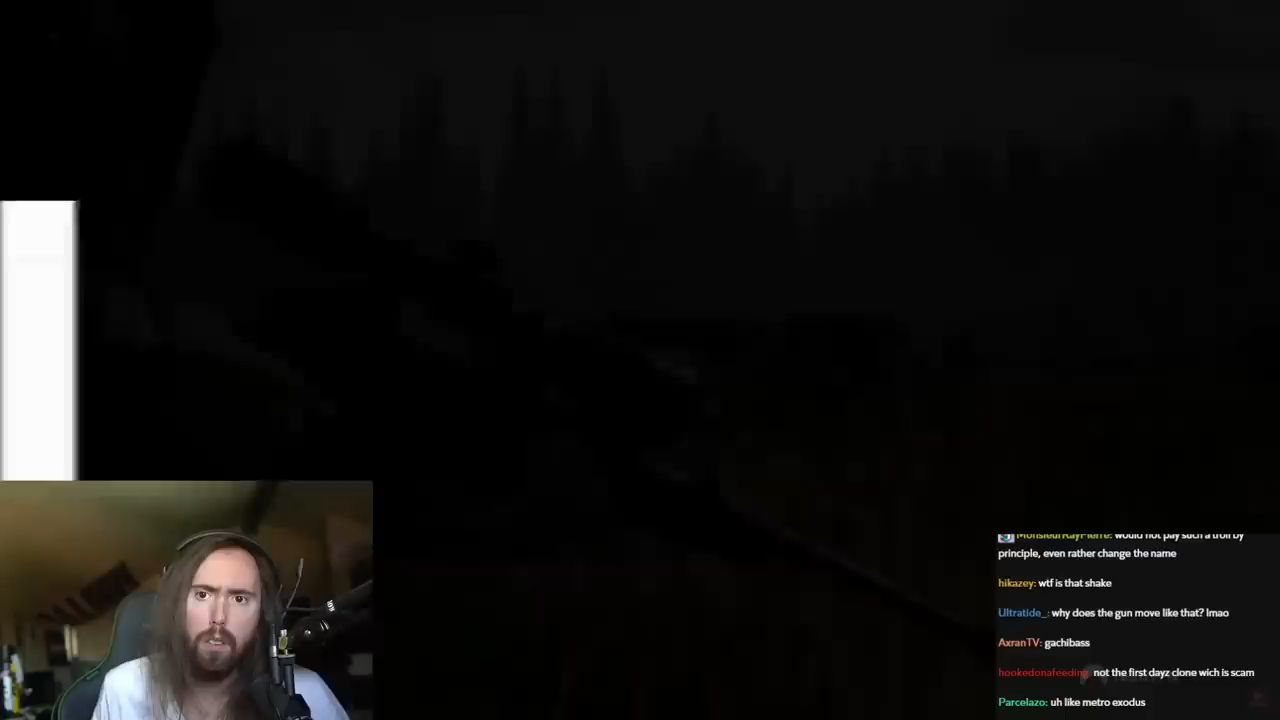 MonsieurRayPierre: would not pay such a troll by
principle, even rather change the name
hikazey: wtf is that shake
Ultratide_: why does the gun move like that? lmao
AxranTV: gachibass
hookedonafeeding: not the first dayz clone wich is scam
Parcelazo: uh like metro exodus